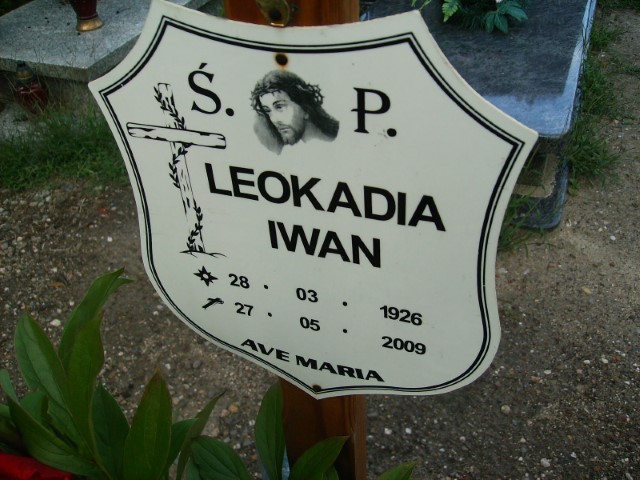 Ś. P.
LEOKADIA
IWAN
28 . 03 . 1926
27 . 05 . 2009
AVE MARIA